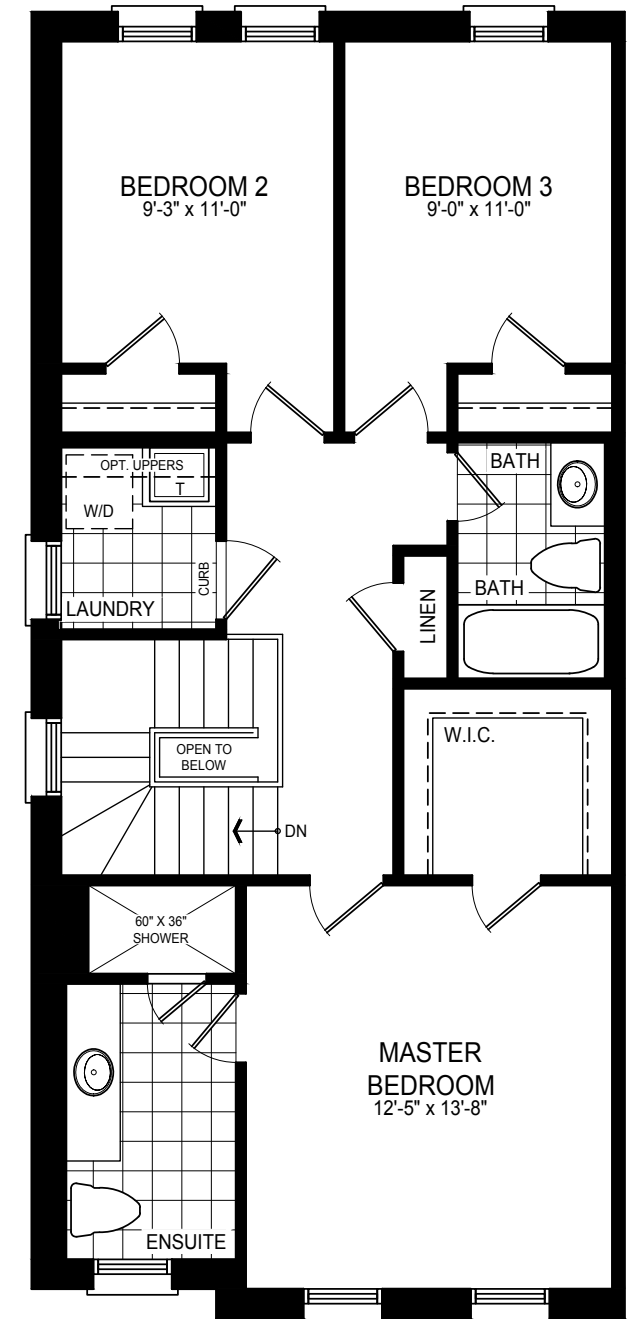 BEDROOM 2
9'-3" x 11'-0"
BEDROOM 3
9'-0" x 11'-0"
OPT. UPPERS
T
W/D
CURB
LAUNDRY
BATH
BATH
LINEN
W.I.C.
OPEN TO
BELOW
DN
60" X 36"
SHOWER
MASTER
BEDROOM
12'-5" x 13'-8"
ENSUITE